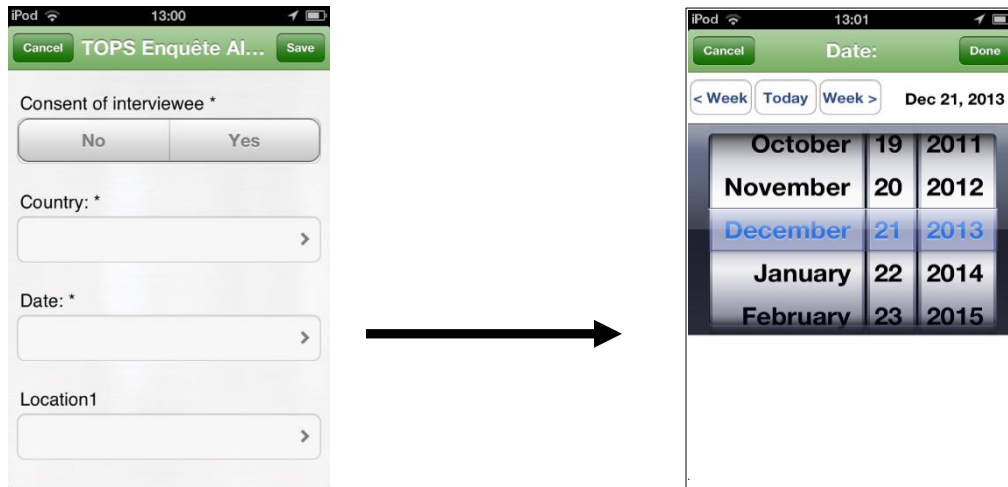 iPod 13:00
Cancel TOPS Enquête Al... Save
Consent of interviewee *
No Yes
Country: *
Date: *
Location1
iPod 13:01
Cancel Date: Done
< Week Today Week > Dec 21, 2013
October 19 2011
November 20 2012
December 21 2013
January 22 2014
February 23 2015